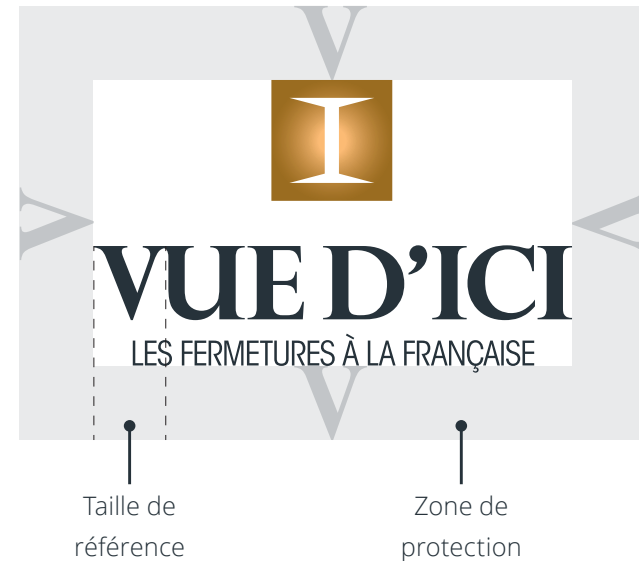 V
I
V V
VUE D’ICI
LES FERMETURES À LA FRANÇAISE
V
Taille de Zone de
référence protection